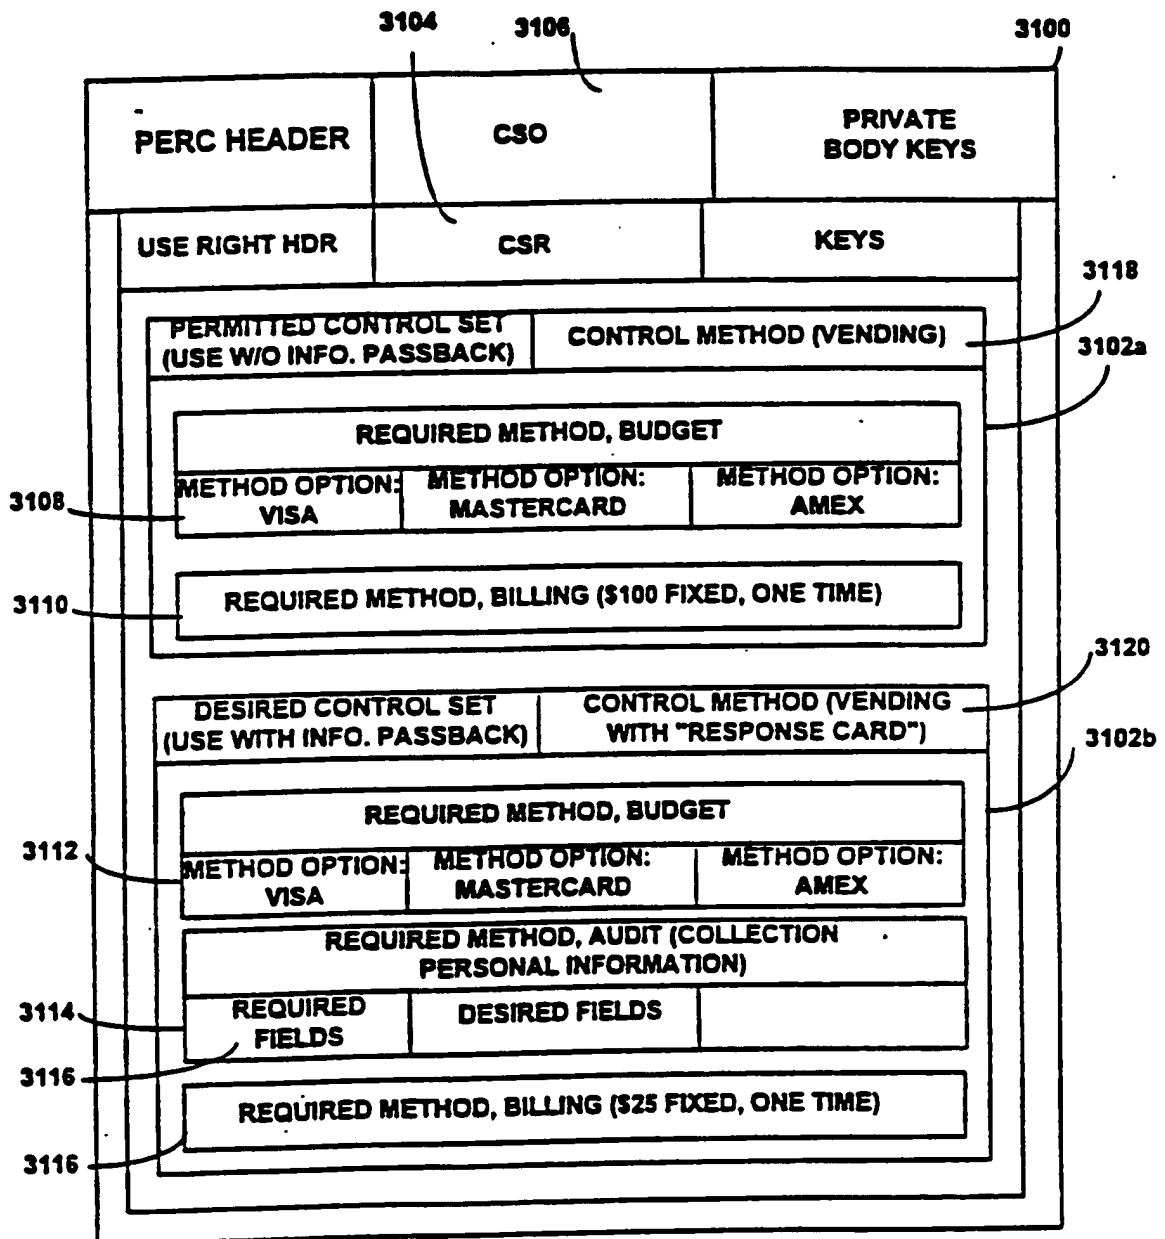 3104
3106
3100
PERC HEADER
CSO
PRIVATE
BODY KEYS
USE RIGHT HDR
CSR
KEYS
3118
PERMITTED CONTROL SET
(USE W/O INFO. PASSBACK)
CONTROL METHOD (VENDING)
3102a
REQUIRED METHOD, BUDGET
3108
METHOD OPTION:
VISA
METHOD OPTION:
MASTERCARD
METHOD OPTION:
AMEX
3110
REQUIRED METHOD, BILLING ($100 FIXED, ONE TIME)
3120
DESIRED CONTROL SET
(USE WITH INFO. PASSBACK)
CONTROL METHOD (VENDING
WITH "RESPONSE CARD")
3102b
REQUIRED METHOD, BUDGET
3112
METHOD OPTION:
VISA
METHOD OPTION:
MASTERCARD
METHOD OPTION:
AMEX
REQUIRED METHOD, AUDIT (COLLECTION
PERSONAL INFORMATION)
3114
REQUIRED
FIELDS
DESIRED FIELDS
3116
REQUIRED METHOD, BILLING ($25 FIXED, ONE TIME)
3116